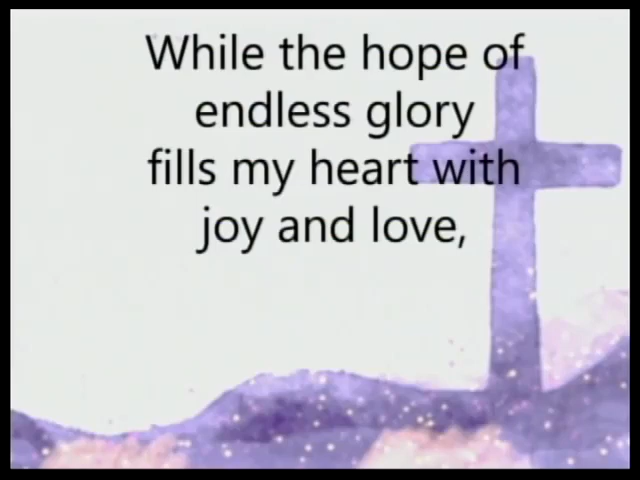 While the hope of
endless glory
fills my heart with
joy and love,